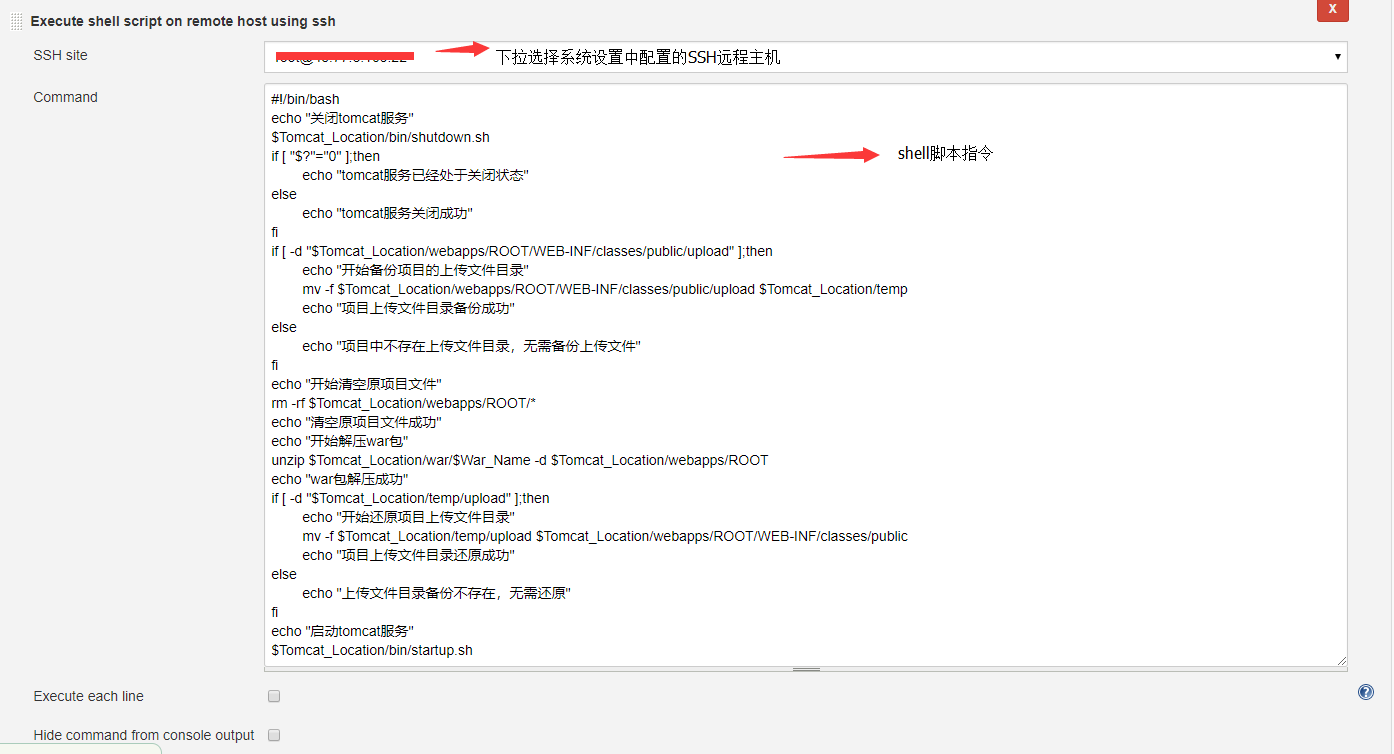 Execute shell script on remote host using ssh
X
SSH site
下拉选择系统设置中配置的SSH远程主机
Command
#!/bin/bash
echo "关闭tomcat服务"
$Tomcat_Location/bin/shutdown.sh
if [ "$?"="0" ];then
echo "tomcat服务已经处于关闭状态"
else
echo "tomcat服务关闭成功"
fi
if [ -d "$Tomcat_Location/webapps/ROOT/WEB-INF/classes/public/upload" ];then
echo "开始备份项目的上传文件目录"
mv -f $Tomcat_Location/webapps/ROOT/WEB-INF/classes/public/upload $Tomcat_Location/temp
echo "项目上传文件目录备份成功"
else
echo "项目中不存在上传文件目录，无需备份上传文件"
fi
echo "开始清空原项目文件"
rm -rf $Tomcat_Location/webapps/ROOT/*
echo "清空原项目文件成功"
echo "开始解压war包"
unzip $Tomcat_Location/war/$War_Name -d $Tomcat_Location/webapps/ROOT
echo "war包解压成功"
if [ -d "$Tomcat_Location/temp/upload" ];then
echo "开始还原项目上传文件目录"
mv -f $Tomcat_Location/temp/upload $Tomcat_Location/webapps/ROOT/WEB-INF/classes/public
echo "项目上传文件目录还原成功"
else
echo "上传文件目录备份不存在，无需还原"
fi
echo "启动tomcat服务"
$Tomcat_Location/bin/startup.sh
shell脚本指令
Execute each line
?
Hide command from console output